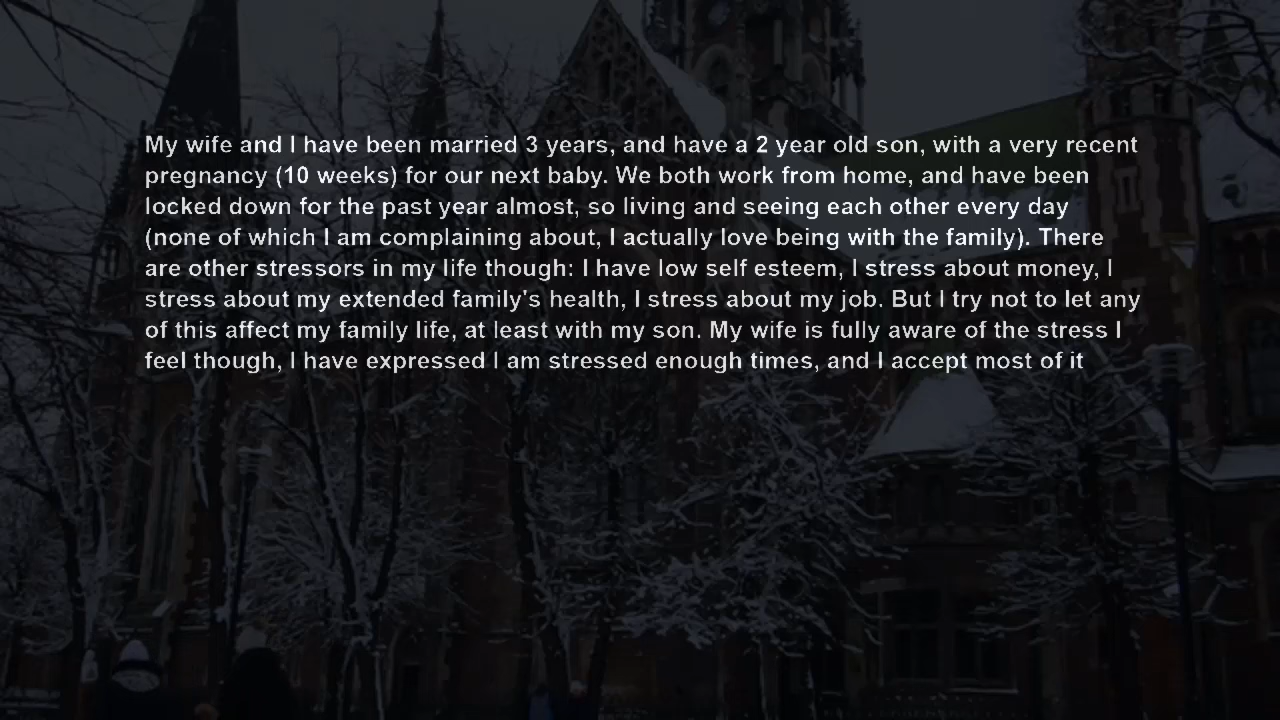 My wife and I have been married 3 years, and have a 2 year old son, with a very recent
pregnancy (10 weeks) for our next baby. We both work from home, and have been
locked down for the past year almost, so living and seeing each other every day
(none of which I am complaining about, I actually love being with the family). There
are other stressors in my life though: I have low self esteem, I stress about money, I
stress about my extended family's health, I stress about my job. But I try not to let any
of this affect my family life, at least with my son. My wife is fully aware of the stress I
feel though, I have expressed I am stressed enough times, and I accept most of it